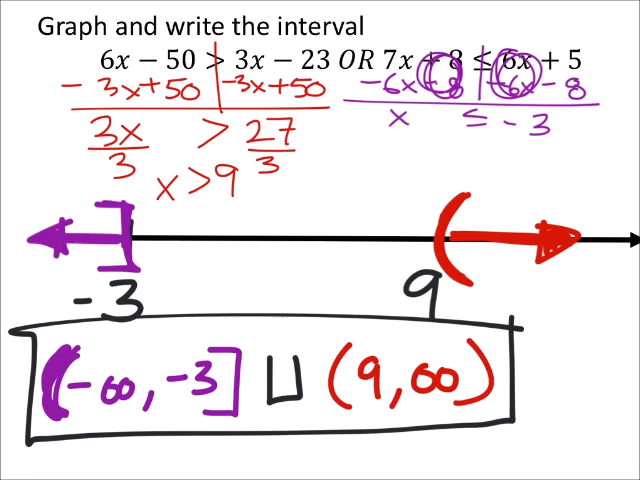 Graph and write the interval
6x − 50 > 3x − 23 OR 7x + 8 ≤ 6x + 5
− 3x+50 −3x+50 −6x−8 −6x−8
3x > 27 x ≤ −3
3 3
x>9
-3 9
(-∞, -3] ∪ (9, ∞)